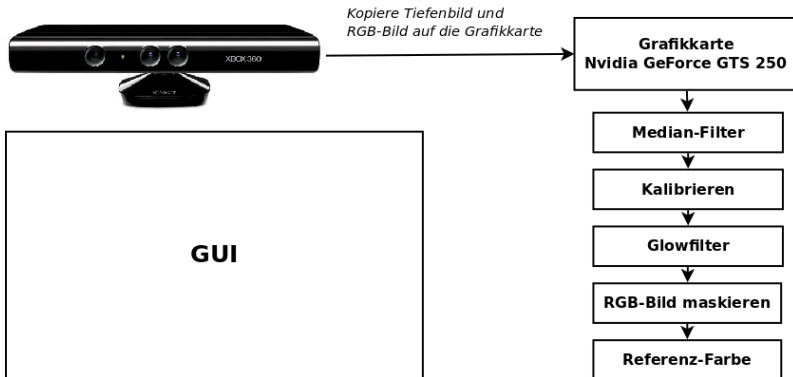 Kopiere Tiefenbild und
RGB-Bild auf die Grafikkarte
XBOX360
KINECT
Grafikkarte
Nvidia GeForce GTS 250
Median-Filter
Kalibrieren
Glowfilter
RGB-Bild maskieren
Referenz-Farbe
GUI